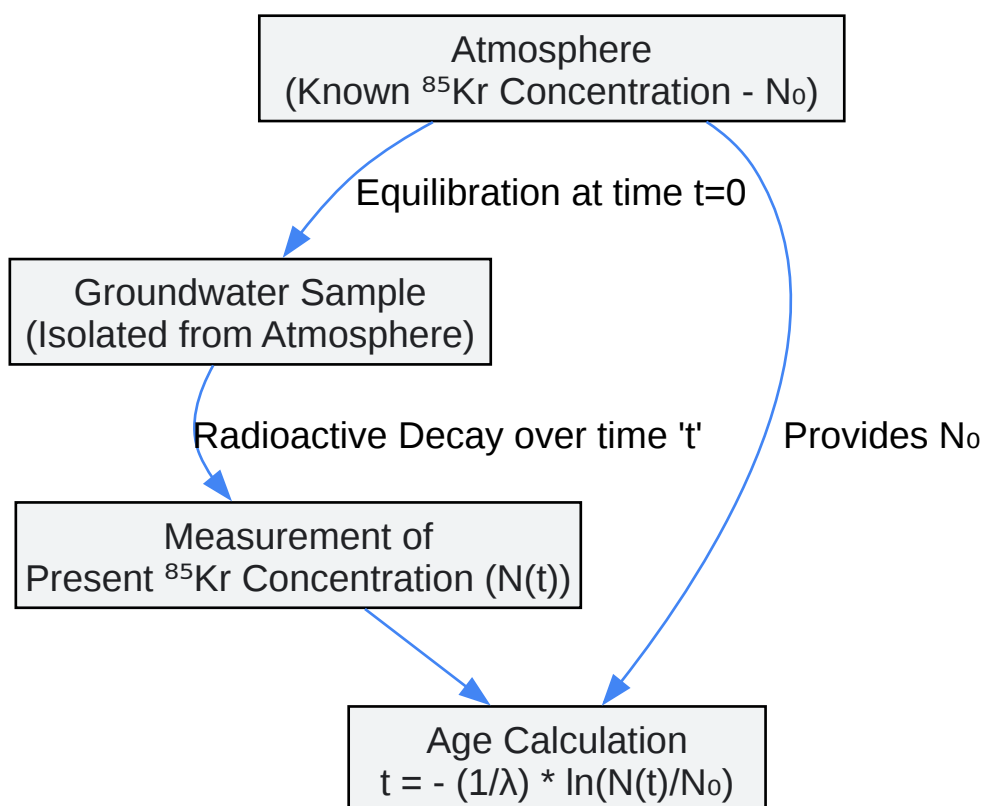 Atmosphere
(Known ⁸⁵Kr Concentration - N₀)
Equilibration at time t=0
Groundwater Sample
(Isolated from Atmosphere)
Radioactive Decay over time 't'
Provides N₀
Measurement of
Present ⁸⁵Kr Concentration (N(t))
Age Calculation
t = - (1/λ) * ln(N(t)/N₀)